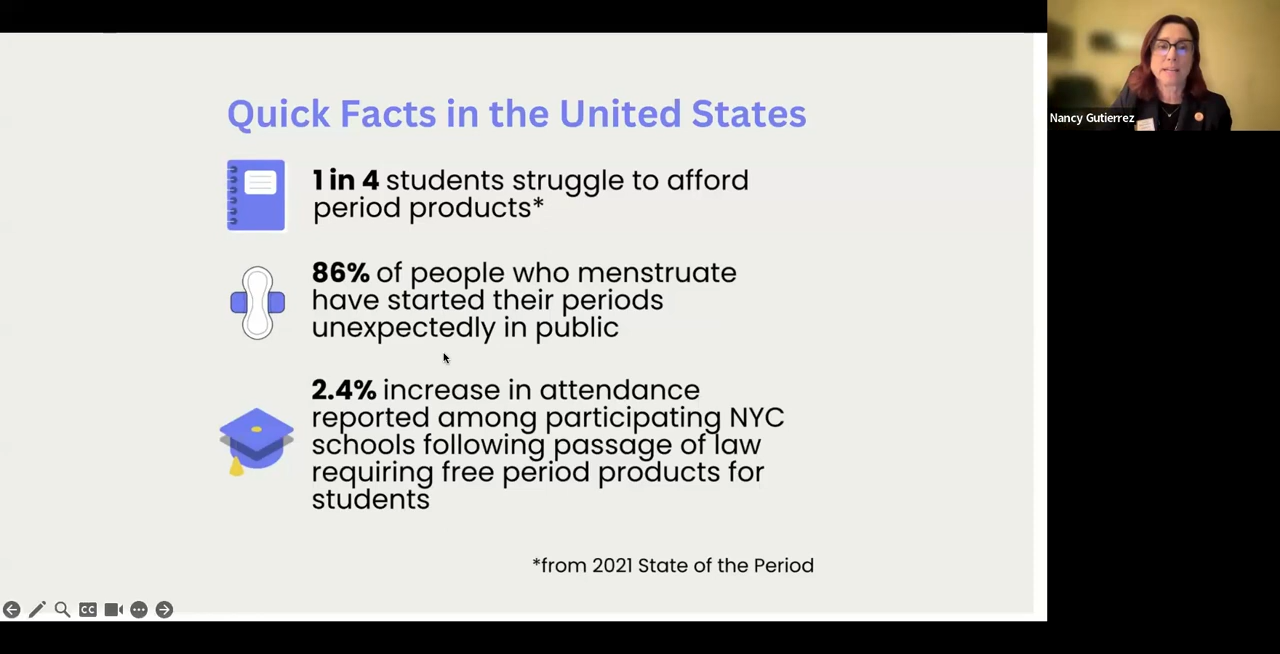 Quick Facts in the United States
1 in 4 students struggle to afford
period products*
86% of people who menstruate
have started their periods
unexpectedly in public
2.4% increase in attendance
reported among participating NYC
schools following passage of law
requiring free period products for
students
*from 2021 State of the Period
CC
Nancy Gutierrez